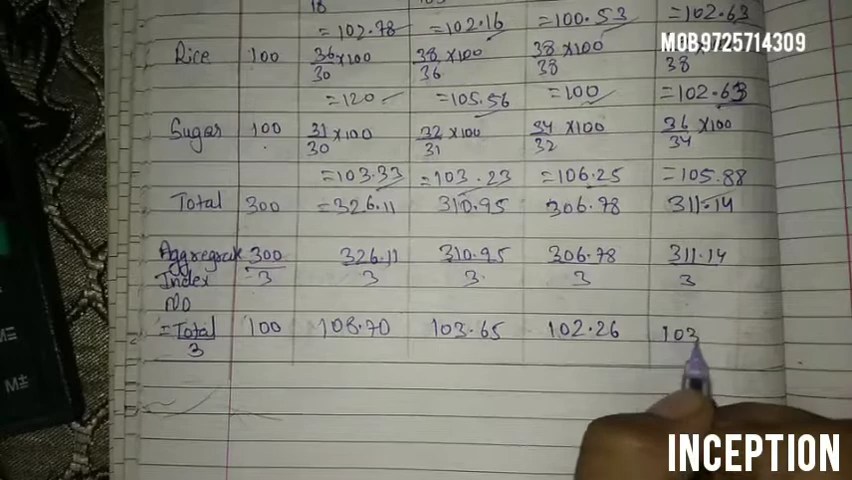 18
=102.78 =102.16 =100.53 =102.63
MOB9725714309
Rice 100 36/30 x100 38/36 x100 38/38 x100 38
=120 =105.56 =100 =102.63
Sugar 100 31/30 x100 32/31 x100 34/32 x100 36/34 x100
=103.33 =103.23 =106.25 =105.88
Total 300 =326.11 310.95 306.78 311.14
Aggregrate 300/3 326.11/3 310.95/3 306.78/3 311.14/3
Index
No
=Total/3 100 108.70 103.65 102.26 103
INCEPTION